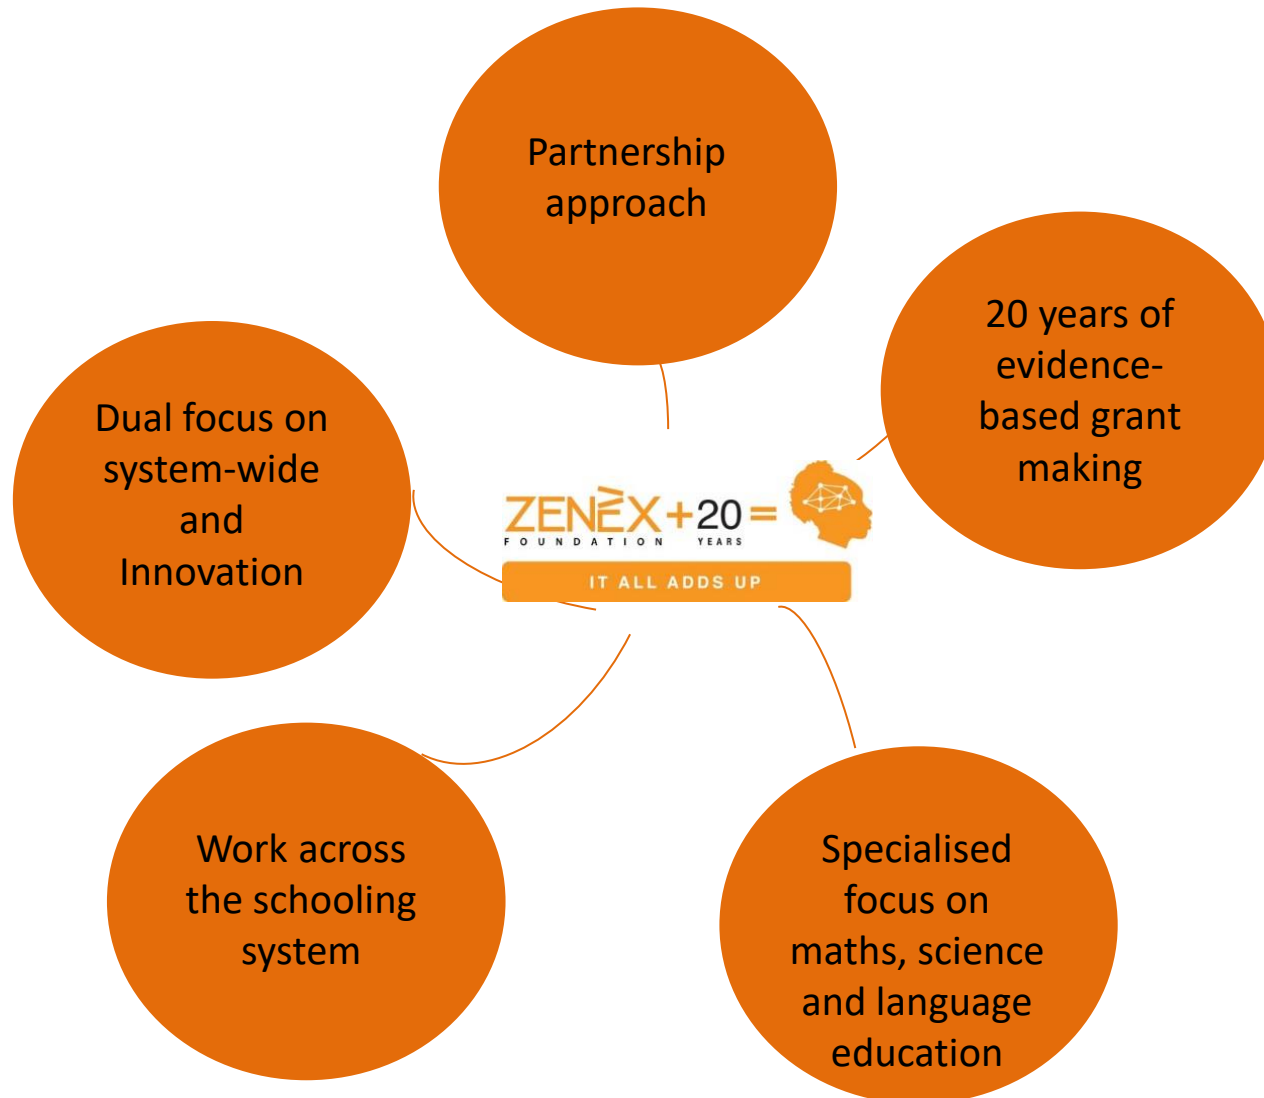 Partnership
approach
20 years of
evidence-
based grant
making
Dual focus on
system-wide
and
Innovation
ZENÈX + 20 =
FOUNDATION YEARS
IT ALL ADDS UP
Work across
the schooling
system
Specialised
focus on
maths, science
and language
education